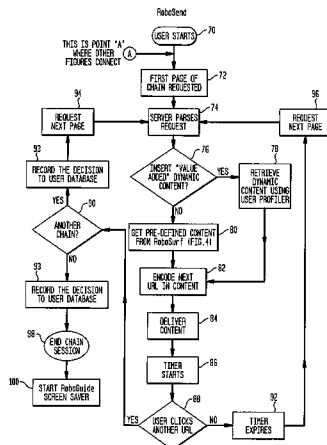 RoboSend
USER STARTS
70
THIS IS POINT 'A'
WHERE OTHER
FIGURES CONNECT
A
FIRST PAGE OF
CHAIN REQUESTED
72
94
REQUEST
NEXT PAGE
SERVER PARSES
REQUEST
74
96
REQUEST
NEXT PAGE
93
RECORD THE DECISION
TO USER DATABASE
76
INSERT "VALUE
ADDED" DYNAMIC
CONTENT?
YES
NO
78
RETRIEVE
DYNAMIC
CONTENT USING
USER PROFILER
YES
90
ANOTHER
CHAIN?
NO
GET PRE-DEFINED CONTENT
FROM RoboSurf (FIG.4)
80
93
RECORD THE DECISION
TO USER DATABASE
ENCODE NEXT
URL IN CONTENT
82
DELIVER
CONTENT
84
98
END CHAIN
SESSION
TIMER
STARTS
86
100
START RoboGuide
SCREEN SAVER
YES
88
USER CLICKS
ANOTHER URL
NO
92
TIMER
EXPIRES